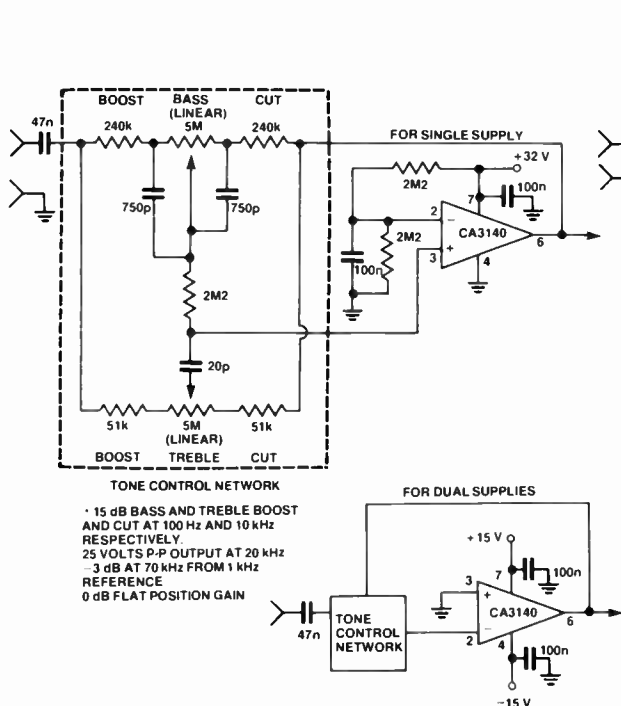 BOOST BASS CUT
(LINEAR)
47n 240k 5M 240k
FOR SINGLE SUPPLY
+32 V
2M2
100n
7
750p 750p
2
−
2M2
CA3140
6
+
3
4
100n
2M2
20p
51k 5M 51k
(LINEAR)
BOOST TREBLE CUT
TONE CONTROL NETWORK
· 15 dB BASS AND TREBLE BOOST
AND CUT AT 100 Hz AND 10 kHz
RESPECTIVELY.
25 VOLTS P-P OUTPUT AT 20 kHz
−3 dB AT 70 kHz FROM 1 kHz
REFERENCE
0 dB FLAT POSITION GAIN
FOR DUAL SUPPLIES
+15 V
7
100n
3
+
CA3140
6
−
2
4
47n
TONE
CONTROL
NETWORK
100n
−15 V